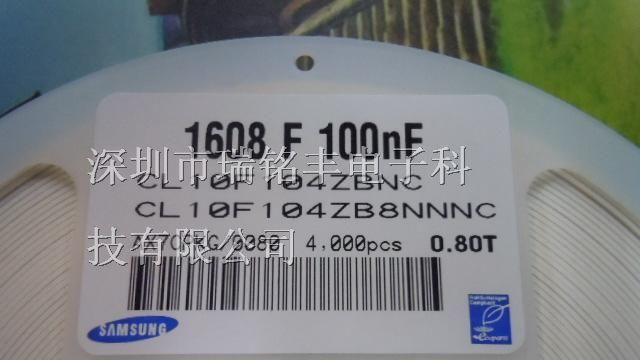 1608 F 100nF
深圳市瑞铭丰电子科
CL10F104ZBNC
CL10F104ZB8NNNC
技有限公司
4,000pcs 0.80T
SAMSUNG